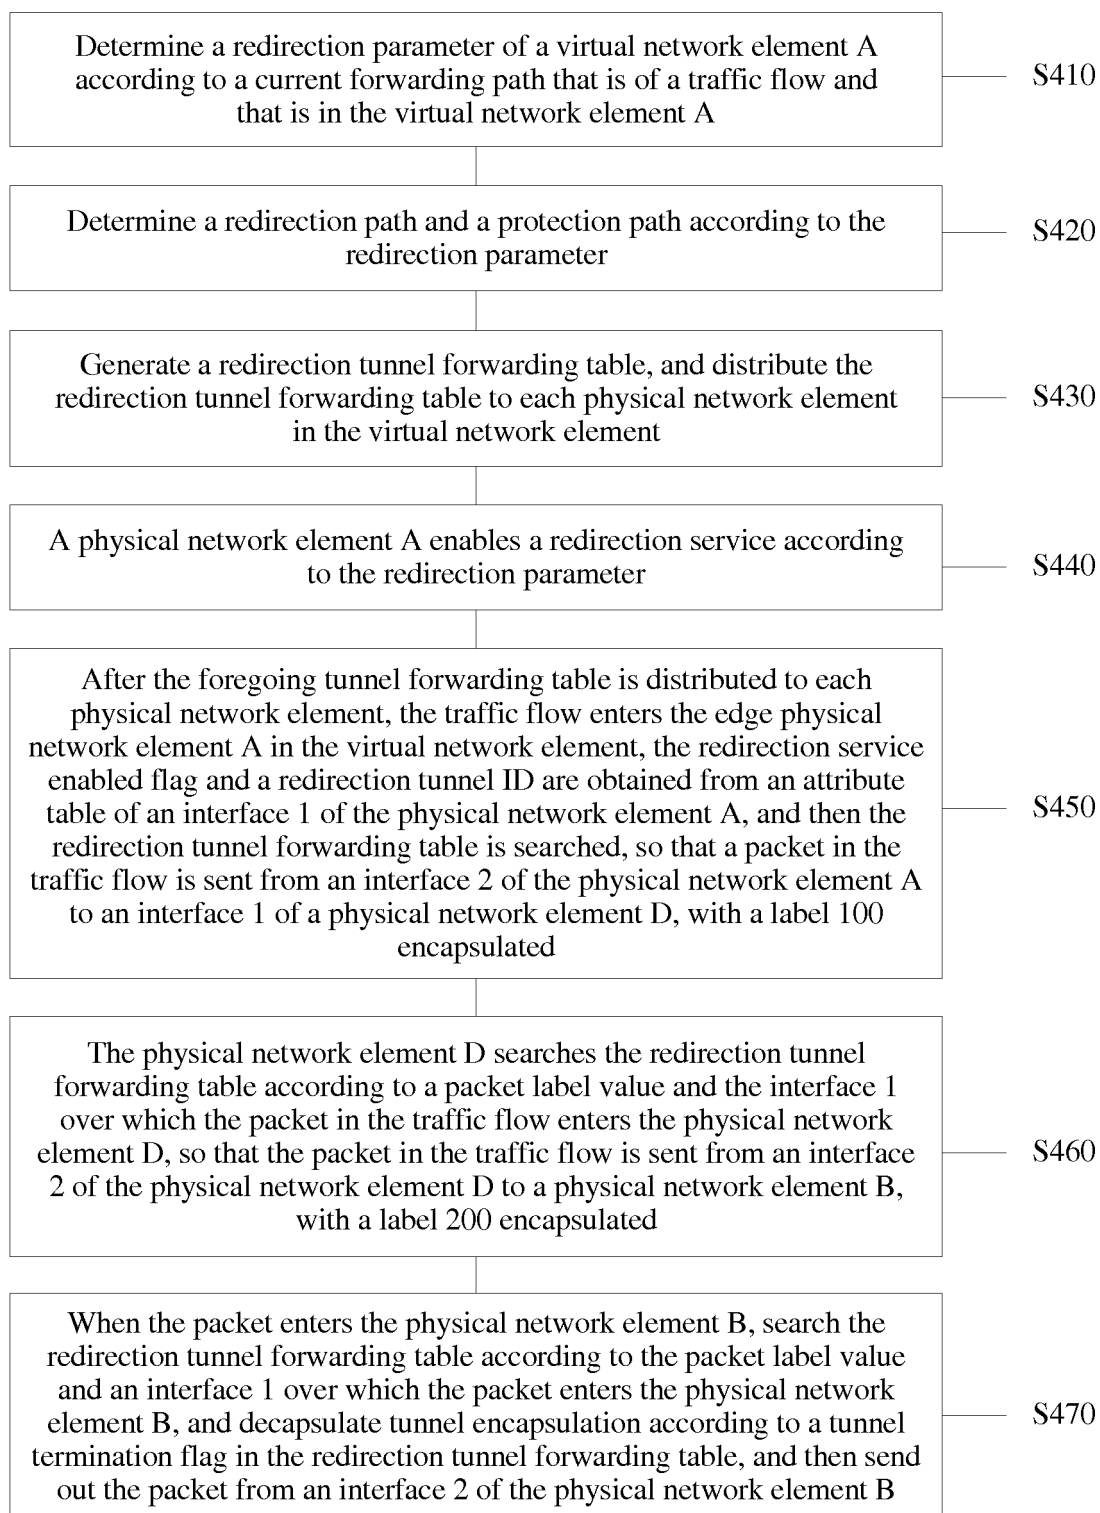 Determine a redirection parameter of a virtual network element A
according to a current forwarding path that is of a traffic flow and
that is in the virtual network element A
S410
Determine a redirection path and a protection path according to the
redirection parameter
S420
Generate a redirection tunnel forwarding table, and distribute the
redirection tunnel forwarding table to each physical network element
in the virtual network element
S430
A physical network element A enables a redirection service according
to the redirection parameter
S440
After the foregoing tunnel forwarding table is distributed to each
physical network element, the traffic flow enters the edge physical
network element A in the virtual network element, the redirection service
enabled flag and a redirection tunnel ID are obtained from an attribute
table of an interface 1 of the physical network element A, and then the
redirection tunnel forwarding table is searched, so that a packet in the
traffic flow is sent from an interface 2 of the physical network element A
to an interface 1 of a physical network element D, with a label 100
encapsulated
S450
The physical network element D searches the redirection tunnel
forwarding table according to a packet label value and the interface 1
over which the packet in the traffic flow enters the physical network
element D, so that the packet in the traffic flow is sent from an interface
2 of the physical network element D to a physical network element B,
with a label 200 encapsulated
S460
When the packet enters the physical network element B, search the
redirection tunnel forwarding table according to the packet label value
and an interface 1 over which the packet enters the physical network
element B, and decapsulate tunnel encapsulation according to a tunnel
termination flag in the redirection tunnel forwarding table, and then send
out the packet from an interface 2 of the physical network element B
S470